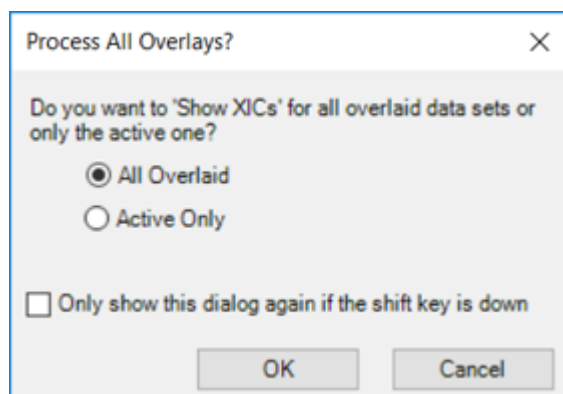 Process All Overlays?
Do you want to 'Show XICs' for all overlaid data sets or
only the active one?
All Overlaid
Active Only
Only show this dialog again if the shift key is down
OK Cancel